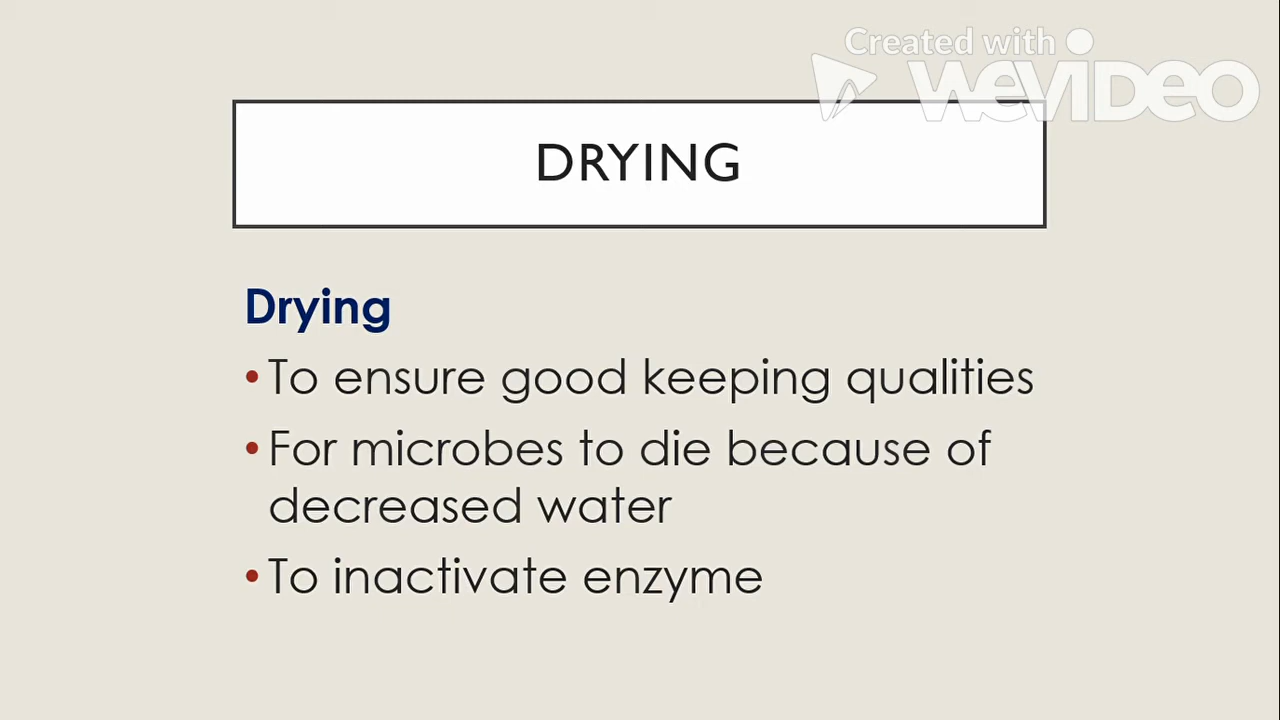 Created with
WEVIDEO
DRYING
Drying
• To ensure good keeping qualities
• For microbes to die because of
decreased water
• To inactivate enzyme